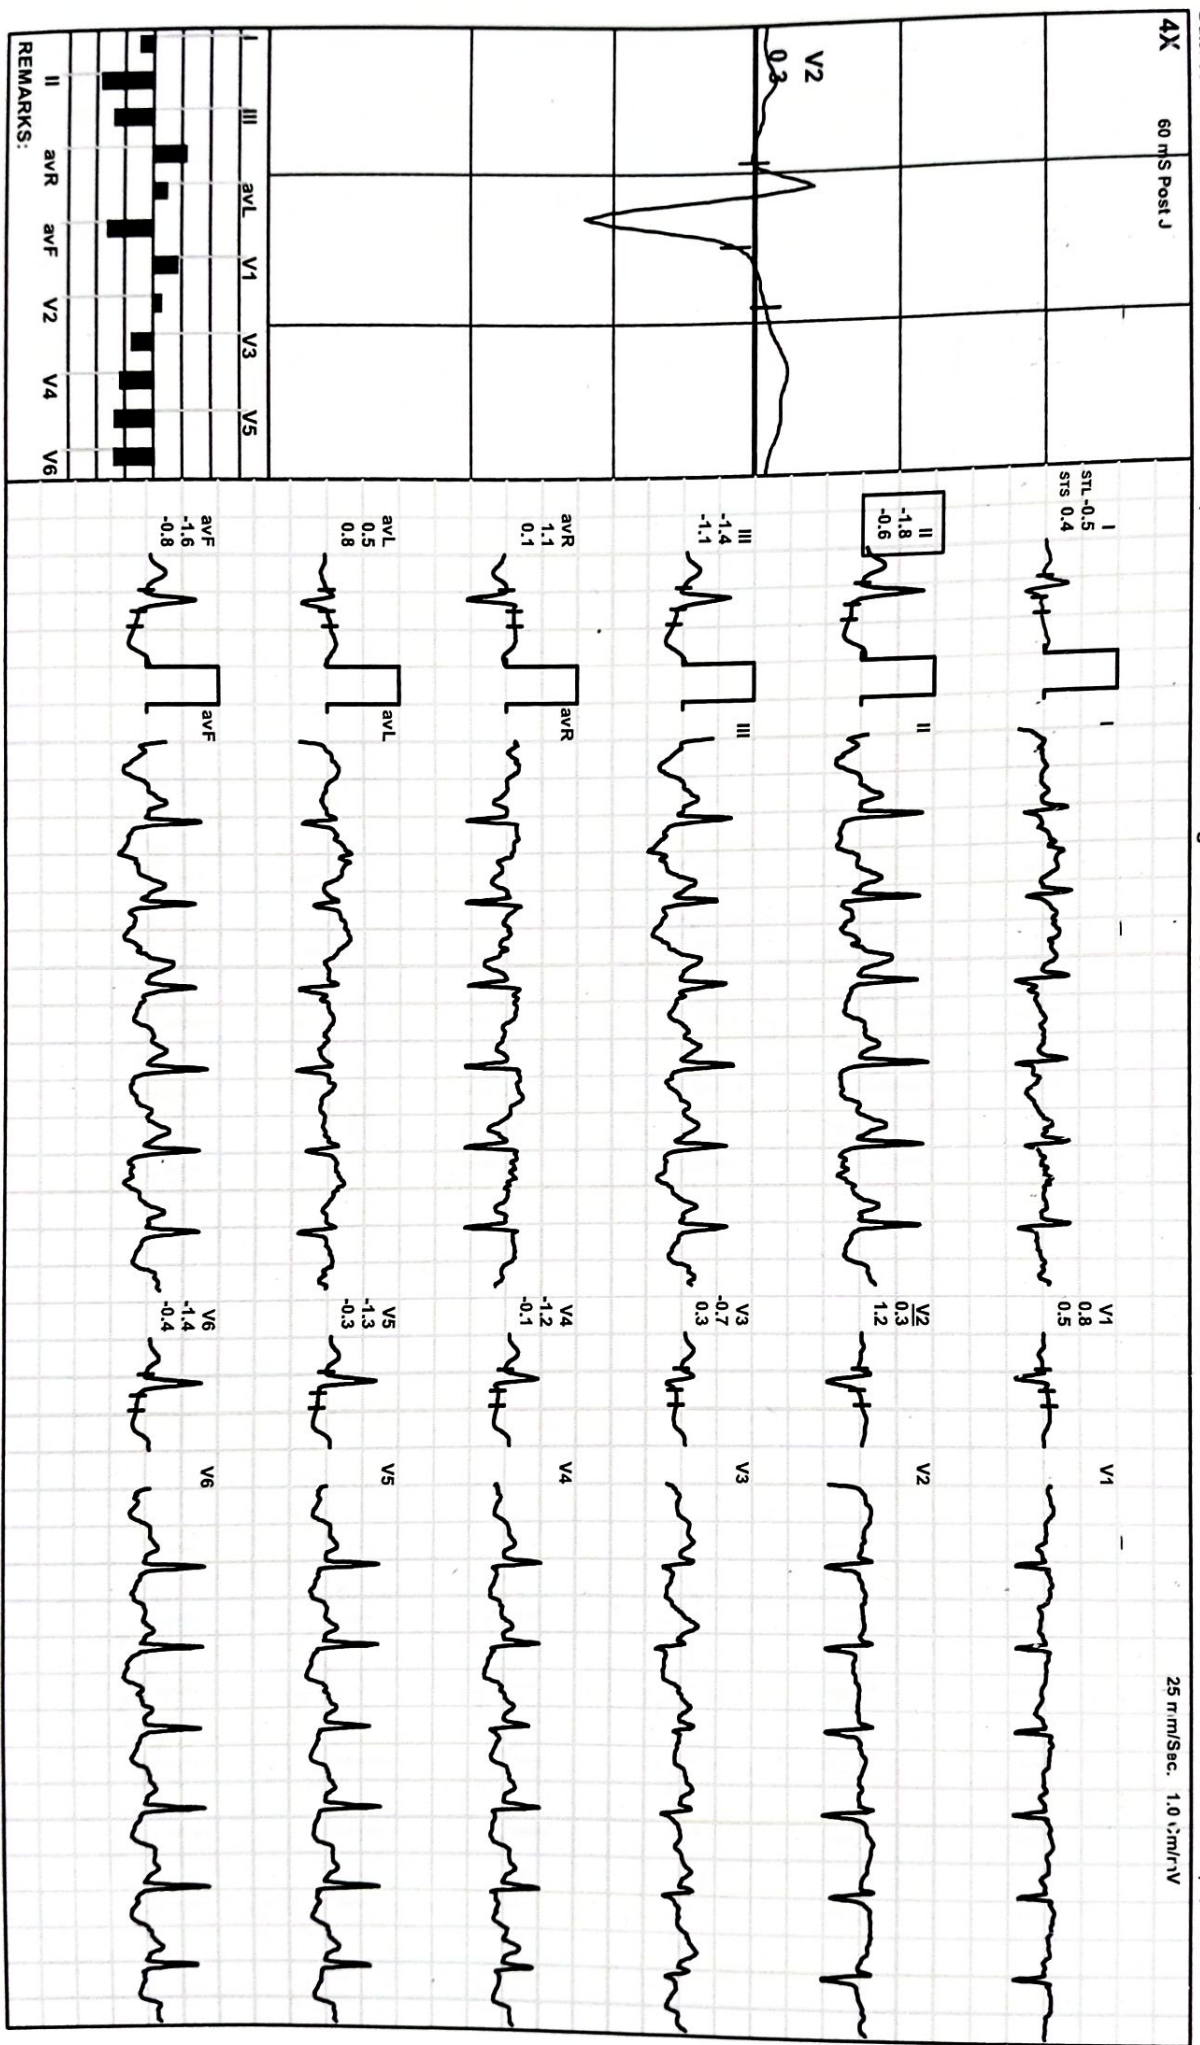 4X
60 mS Post J
25 mm/Sec. 1.0 Cm/mV
V2
0.3
I
STL -0.5
STS 0.4
I
V1
0.8
0.5
V1
II
-1.8
-0.6
II
V2
0.3
1.2
V2
III
-1.4
-1.1
III
V3
-0.7
0.3
V3
avR
1.1
0.1
avR
V4
-1.2
-0.1
V4
avL
0.5
0.8
avL
V5
-1.3
-0.3
V5
avF
-1.6
-0.8
avF
V6
-1.4
-0.4
V6
I III avL V1 V3 V5
II avR avF V2 V4 V6
REMARKS: